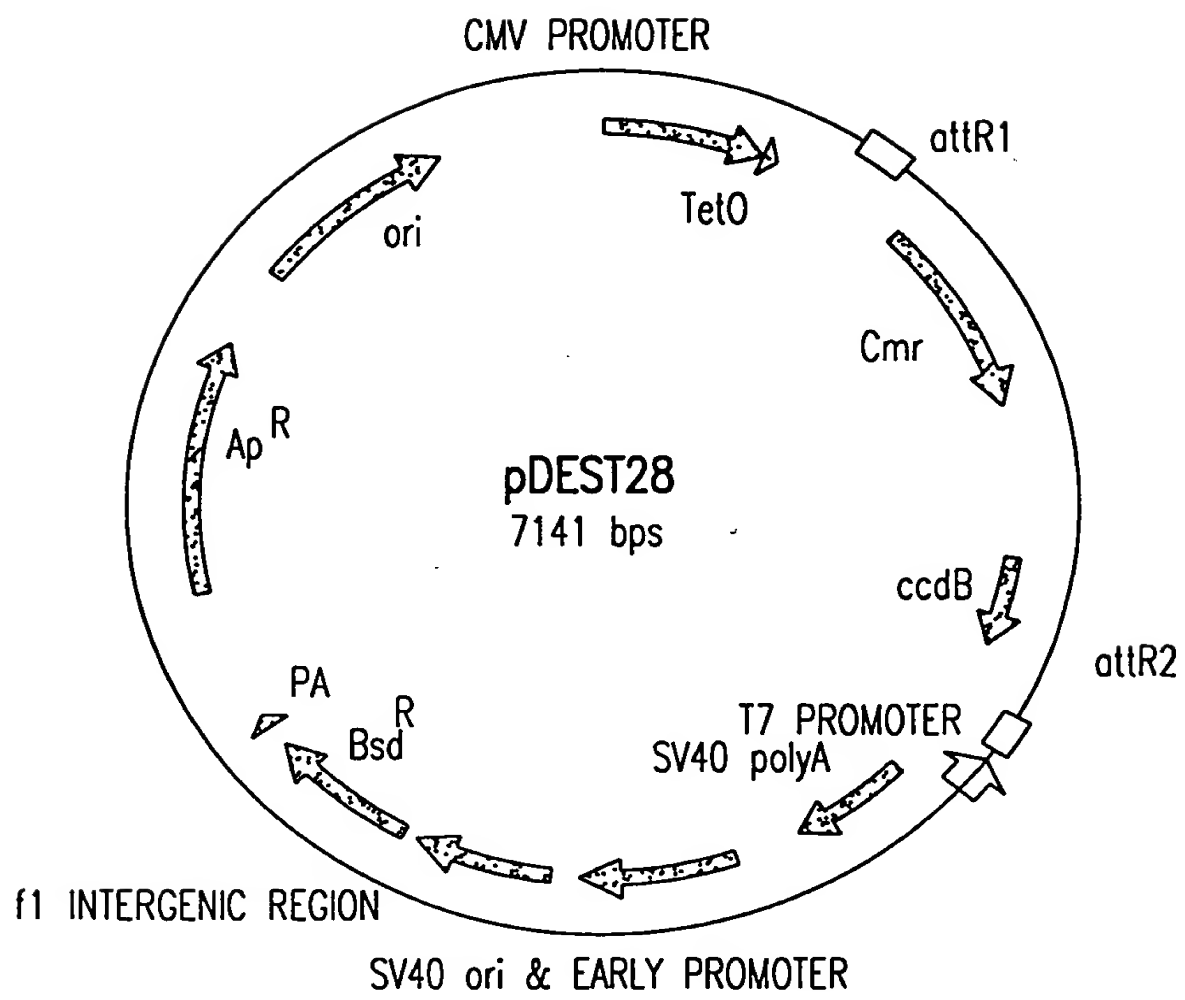 CMV PROMOTER
attR1
TetO
ori
Cmr
Ap R
pDEST28
7141 bps
ccdB
attR2
PA
Bsd R
T7 PROMOTER
SV40 polyA
f1 INTERGENIC REGION
SV40 ori & EARLY PROMOTER